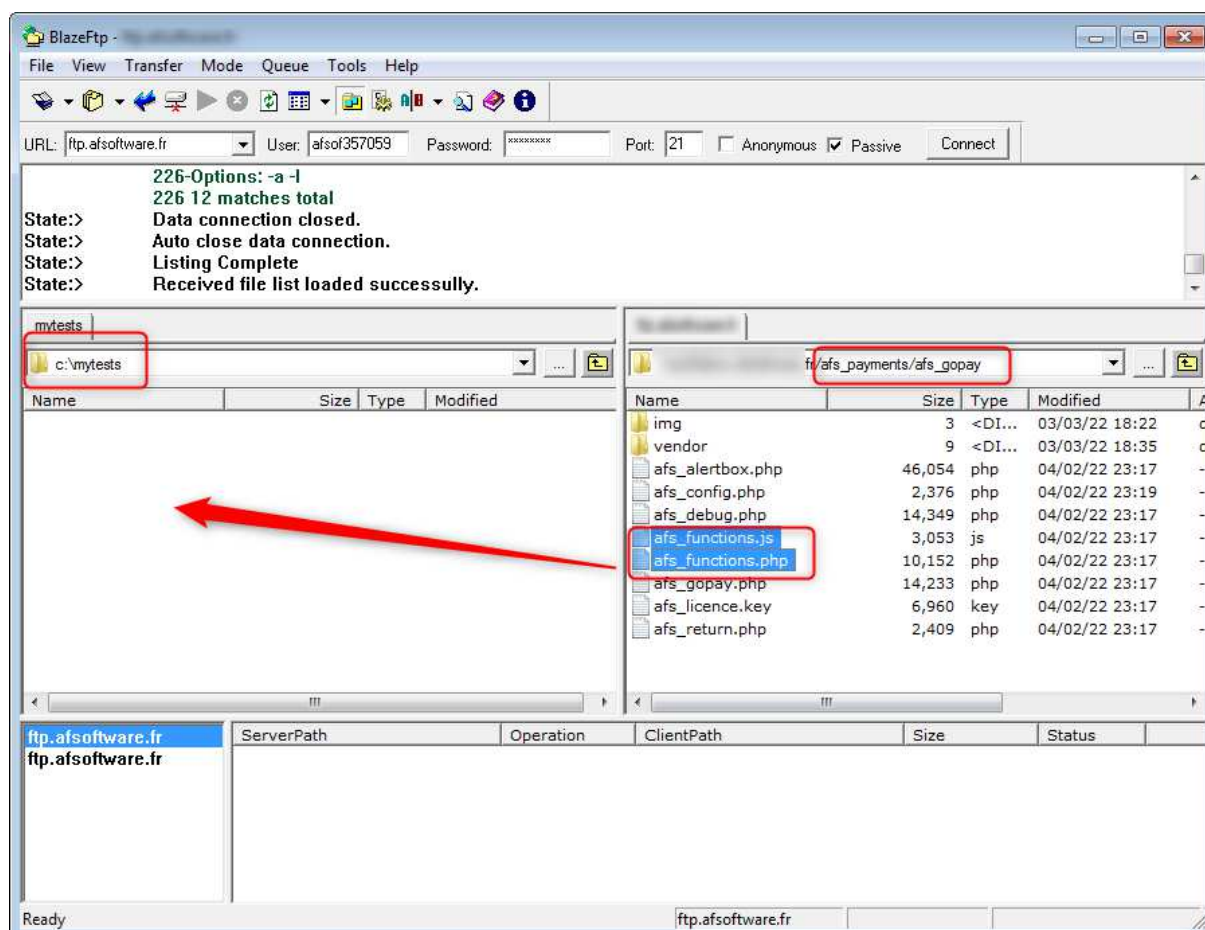 BlazeFtp -
File View Transfer Mode Queue Tools Help
URL: ftp.afsoftware.fr User: afsof357059 Password: ******** Port: 21 Anonymous Passive Connect
226-Options: -a -l
226 12 matches total
State:> Data connection closed.
State:> Auto close data connection.
State:> Listing Complete
State:> Received file list loaded successully.
mytests
c:\mytests ... fr/afs_payments/afs_gopay ...
Name Size Type Modified Name Size Type Modified
img 3 <DI... 03/03/22 18:22
vendor 9 <DI... 03/03/22 18:35
afs_alertbox.php 46,054 php 04/02/22 23:17 -
afs_config.php 2,376 php 04/02/22 23:19 -
afs_debug.php 14,349 php 04/02/22 23:17 -
afs_functions.js 3,053 js 04/02/22 23:17 -
afs_functions.php 10,152 php 04/02/22 23:17 -
afs_gopay.php 14,233 php 04/02/22 23:17 -
afs_licence.key 6,960 key 04/02/22 23:17 -
afs_return.php 2,409 php 04/02/22 23:17 -
ftp.afsoftware.fr ServerPath Operation ClientPath Size Status
ftp.afsoftware.fr
Ready ftp.afsoftware.fr